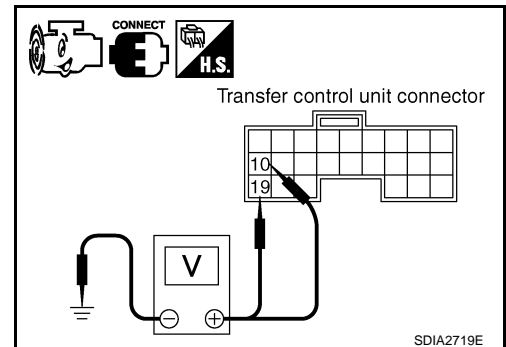 CONNECT
H.S.
Transfer control unit connector
10
19
V
− +
SDIA2719E